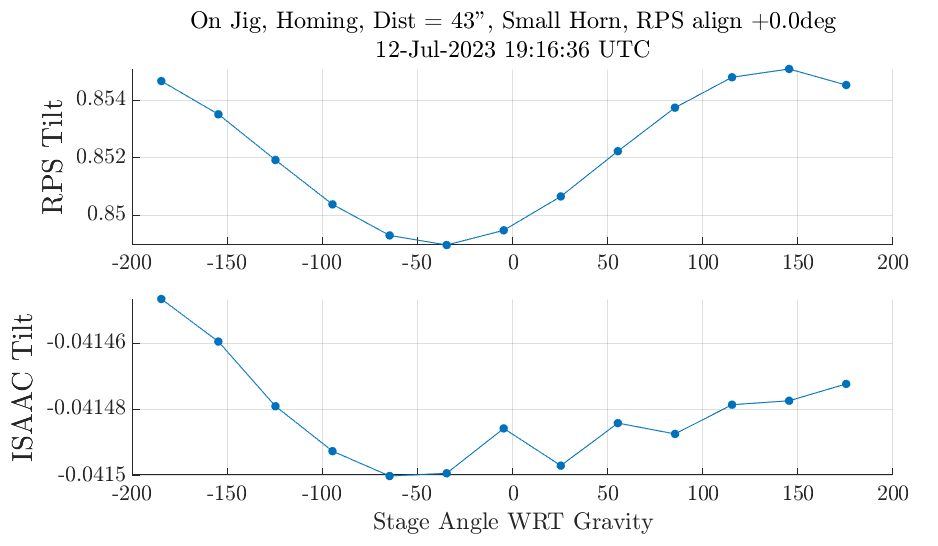 On Jig, Homing, Dist = 43”, Small Horn, RPS align +0.0deg
12-Jul-2023 19:16:36 UTC
RPS Tilt
0.854
0.852
0.85
-200 -150 -100 -50 0 50 100 150 200
ISAAC Tilt
-0.04146
-0.04148
-0.0415
-200 -150 -100 -50 0 50 100 150 200
Stage Angle WRT Gravity